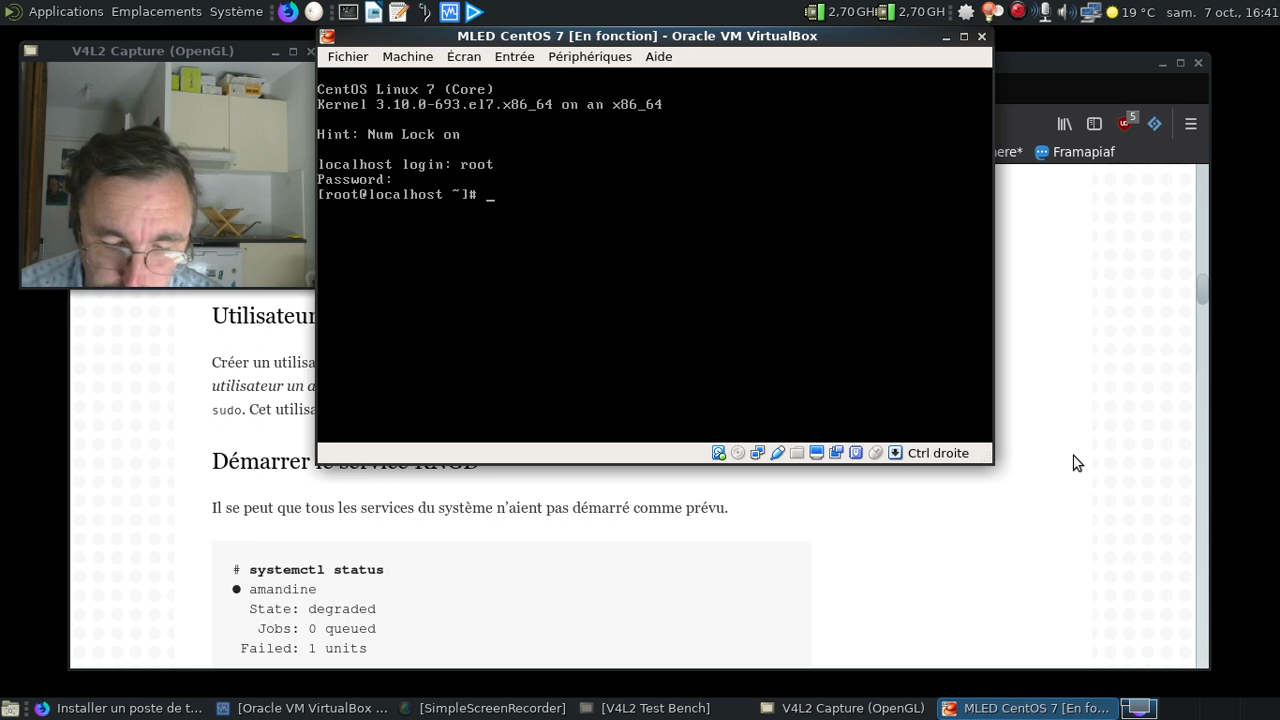 Applications Emplacements Système
2,70 GH 2,70 GH
19 °C sam. 7 oct., 16:41
V4L2 Capture (OpenGL)
MLED CentOS 7 [En fonction] - Oracle VM VirtualBox
Fichier Machine Écran Entrée Périphériques Aide
CentOS Linux 7 (Core)
Kernel 3.10.0-693.el7.x86_64 on an x86_64
Hint: Num Lock on
localhost login: root
Password:
[root@localhost ~]# _
5
ere* Framapiaf
Ctrl droite
Utilisateur
Créer un utilisa
utilisateur un a
sudo. Cet utilisa
Démarrer le service RNGD
Il se peut que tous les services du système n’aient pas démarré comme prévu.
# systemctl status
● amandine
State: degraded
Jobs: 0 queued
Failed: 1 units
Installer un poste de t... [Oracle VM VirtualBox ... [SimpleScreenRecorder] [V4L2 Test Bench] V4L2 Capture (OpenGL) MLED CentOS 7 [En fo...